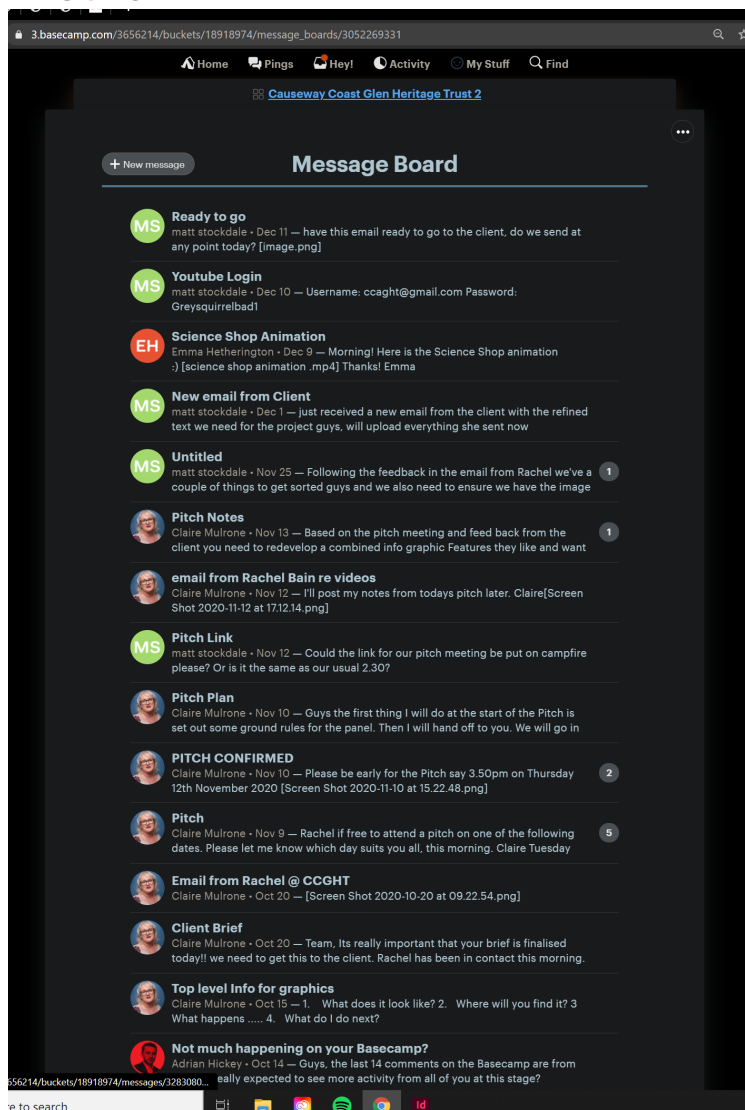 3.basecamp.com/3656214/buckets/18918974/message_boards/3052269331
Home Pings Hey! Activity My Stuff Find
Causeway Coast Glen Heritage Trust 2
New message
Message Board
MS
Ready to go
matt stockdale • Dec 11 — have this email ready to go to the client, do we send at
any point today? [image.png]
MS
Youtube Login
matt stockdale • Dec 10 — Username: ccaght@gmail.com Password:
Greysquirrelbad1
EH
Science Shop Animation
Emma Hetherington • Dec 9 — Morning! Here is the Science Shop animation
:) [science shop animation .mp4] Thanks! Emma
MS
New email from Client
matt stockdale • Dec 1 — just received a new email from the client with the refined
text we need for the project guys, will upload everything she sent now
MS
Untitled
matt stockdale • Nov 25 — Following the feedback in the email from Rachel we've a
couple of things to get sorted guys and we also need to ensure we have the image
1
Pitch Notes
Claire Mulrone • Nov 13 — Based on the pitch meeting and feed back from the
client you need to redevelop a combined info graphic Features they like and want
1
email from Rachel Bain re videos
Claire Mulrone • Nov 12 — I'll post my notes from todays pitch later. Claire[Screen
Shot 2020-11-12 at 17.12.14.png]
MS
Pitch Link
matt stockdale • Nov 12 — Could the link for our pitch meeting be put on campfire
please? Or is it the same as our usual 2.30?
Pitch Plan
Claire Mulrone • Nov 10 — Guys the first thing I will do at the start of the Pitch is
set out some ground rules for the panel. Then I will hand off to you. We will go in
PITCH CONFIRMED
Claire Mulrone • Nov 10 — Please be early for the Pitch say 3.50pm on Thursday
12th November 2020 [Screen Shot 2020-11-10 at 15.22.48.png]
2
Pitch
Claire Mulrone • Nov 9 — Rachel if free to attend a pitch on one of the following
dates. Please let me know which day suits you all, this morning. Claire Tuesday
5
Email from Rachel @ CCGHT
Claire Mulrone • Oct 20 — [Screen Shot 2020-10-20 at 09.22.54.png]
Client Brief
Claire Mulrone • Oct 20 — Team, Its really important that your brief is finalised
today!! we need to get this to the client. Rachel has been in contact this morning.
Top level Info for graphics
Claire Mulrone • Oct 15 — 1. What does it look like? 2. Where will you find it? 3
What happens ..... 4. What do I do next?
Not much happening on your Basecamp?
Adrian Hickey • Oct 14 — Guys, the last 14 comments on the Basecamp are from
expected to see more activity from all of you at this stage?
656214/buckets/18918974/messages/3283080...
to search
Id